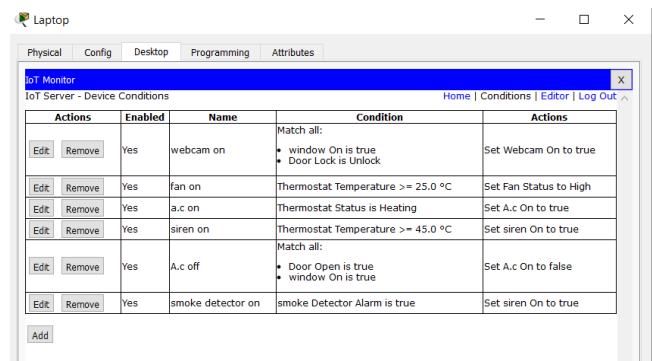 Laptop
Physical Config Desktop Programming Attributes
IoT Monitor X
IoT Server - Device Conditions Home | Conditions | Editor | Log Out
Actions Enabled Name Condition Actions
Edit Remove Yes webcam on Match all:
• window On is true
• Door Lock is Unlock
Set Webcam On to true
Edit Remove Yes fan on Thermostat Temperature >= 25.0 °C Set Fan Status to High
Edit Remove Yes a.c on Thermostat Status is Heating Set A.c On to true
Edit Remove Yes siren on Thermostat Temperature >= 45.0 °C Set siren On to true
Edit Remove Yes A.c off Match all:
• Door Open is true
• window On is true
Set A.c On to false
Edit Remove Yes smoke detector on smoke Detector Alarm is true Set siren On to true
Add